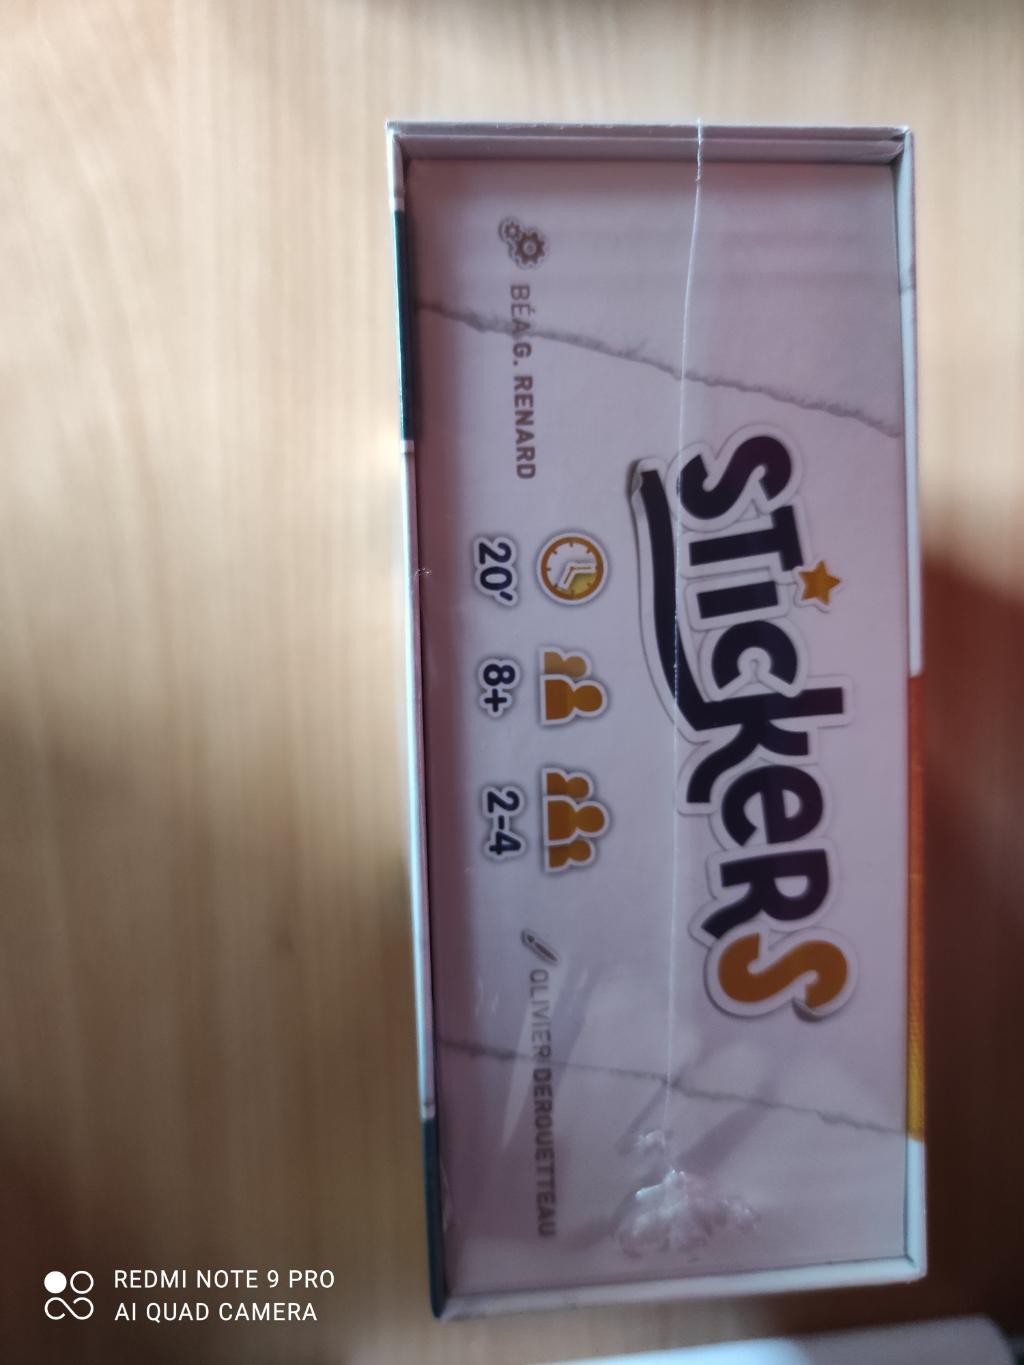 STickeRS
20' 8+ 2-4
BÉA G. RENARD
OLIVIER DEROUETTEAU
REDMI NOTE 9 PRO
AI QUAD CAMERA